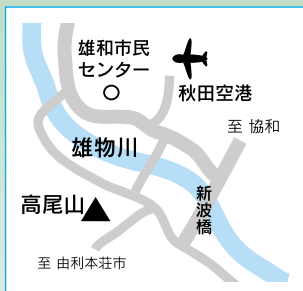 雄和市民
センター
秋田空港
至 協和
雄物川
新波橋
高尾山
至 由利本荘市